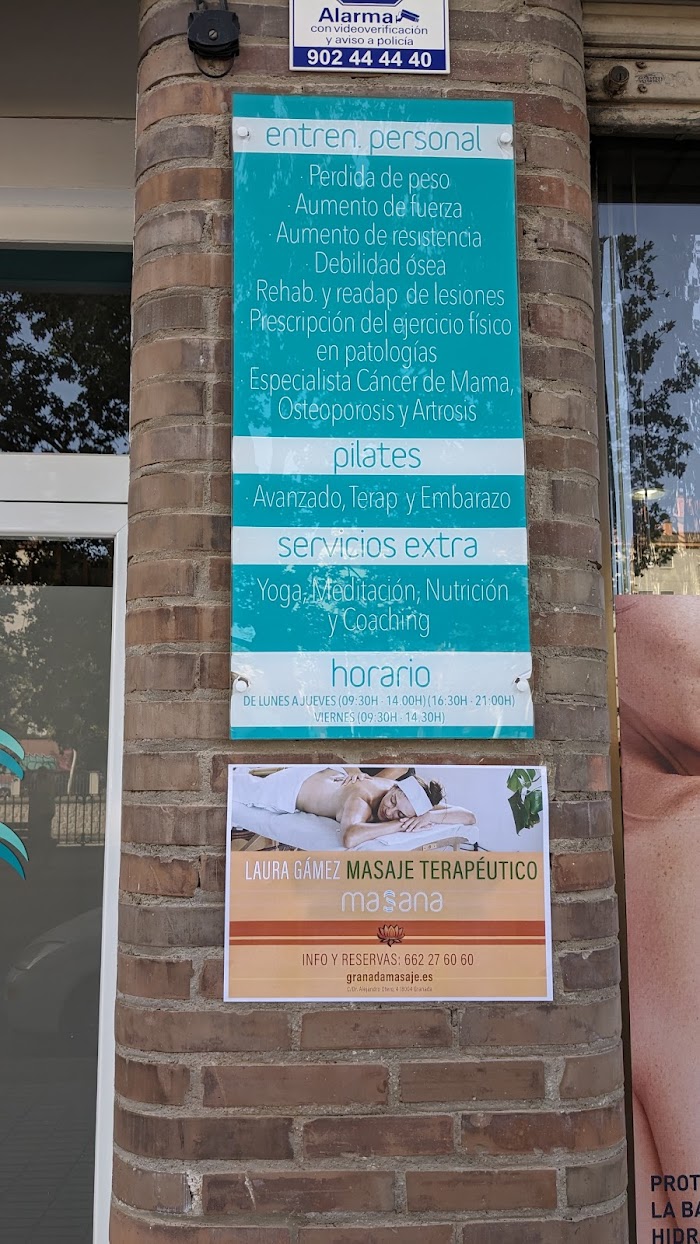 Alarma
con videoverificación
y aviso a policía
902 44 44 40
entren. personal
· Perdida de peso
· Aumento de fuerza
· Aumento de resistencia
· Debilidad ósea
Rehab. y readap. de lesiones
· Prescripción del ejercicio físico
en patologías
· Especialista Cáncer de Mama,
Osteoporosis y Artrosis
pilates
· Avanzado, Terap. y Embarazo
servicios extra
Yoga, Meditación, Nutrición
y Coaching
horario
DE LUNES A JUEVES (09:30H - 14:00H) (16:30H - 21:00H)
VIERNES (09:30H - 14:30H)
LAURA GÁMEZ MASAJE TERAPÉUTICO
masana
INFO Y RESERVAS: 662 27 60 60
granadamasaje.es
PROT
LA BA
HIDR